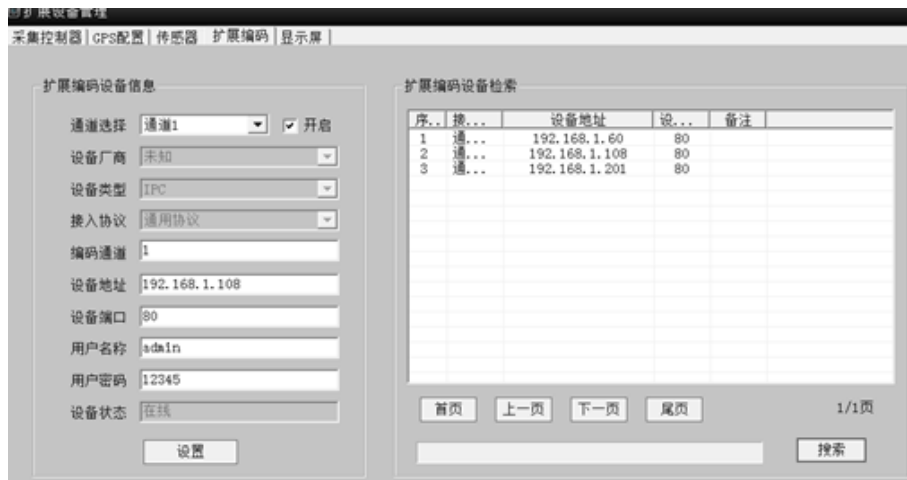 扩展设备管理
采集控制器 GPS配置 传感器 扩展编码 显示屏
扩展编码设备信息
通道选择 通道1 开启
设备厂商 未知
设备类型 IPC
接入协议 通用协议
编码通道 1
设备地址 192.168.1.108
设备端口 80
用户名称 admin
用户密码 12345
设备状态 在线
设置
扩展编码设备检索
序.. 接... 设备地址 设... 备注
1 通... 192.168.1.60 80
2 通... 192.168.1.108 80
3 通... 192.168.1.201 80
首页 上一页 下一页 尾页 1/1页
搜索